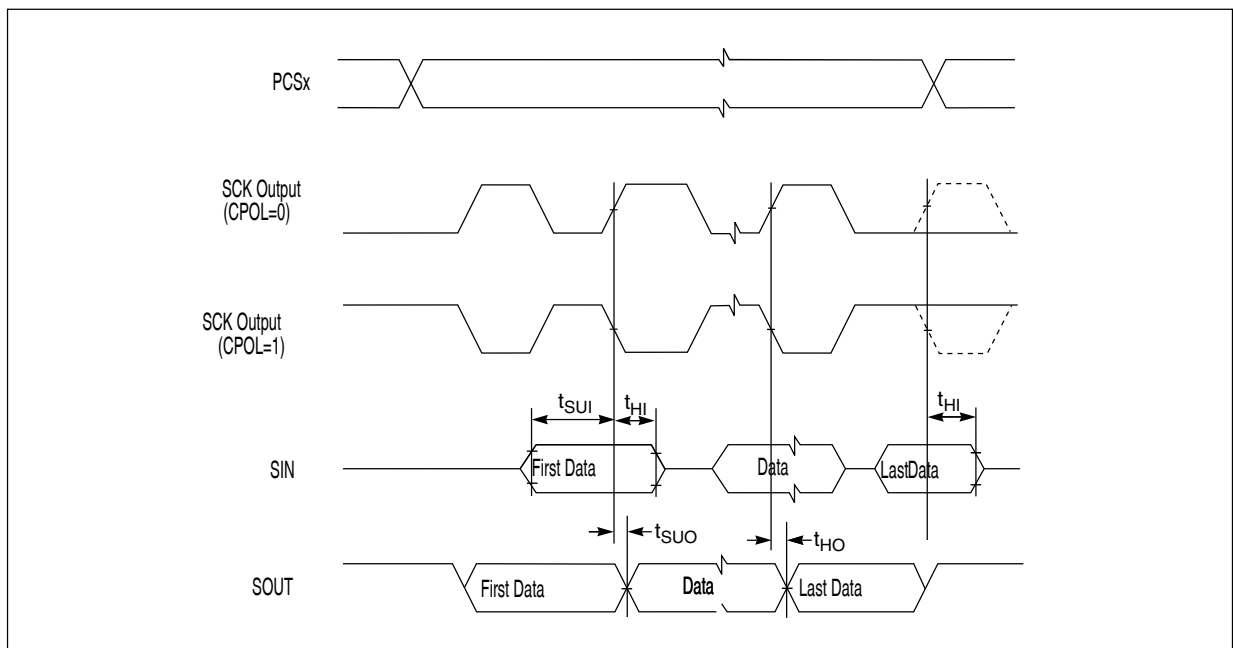 PCSx
SCK Output
(CPOL=0)
SCK Output
(CPOL=1)
tSUI
tHI
tHI
SIN
First Data
Data
LastData
tSUO
tHO
SOUT
First Data
Data
Last Data